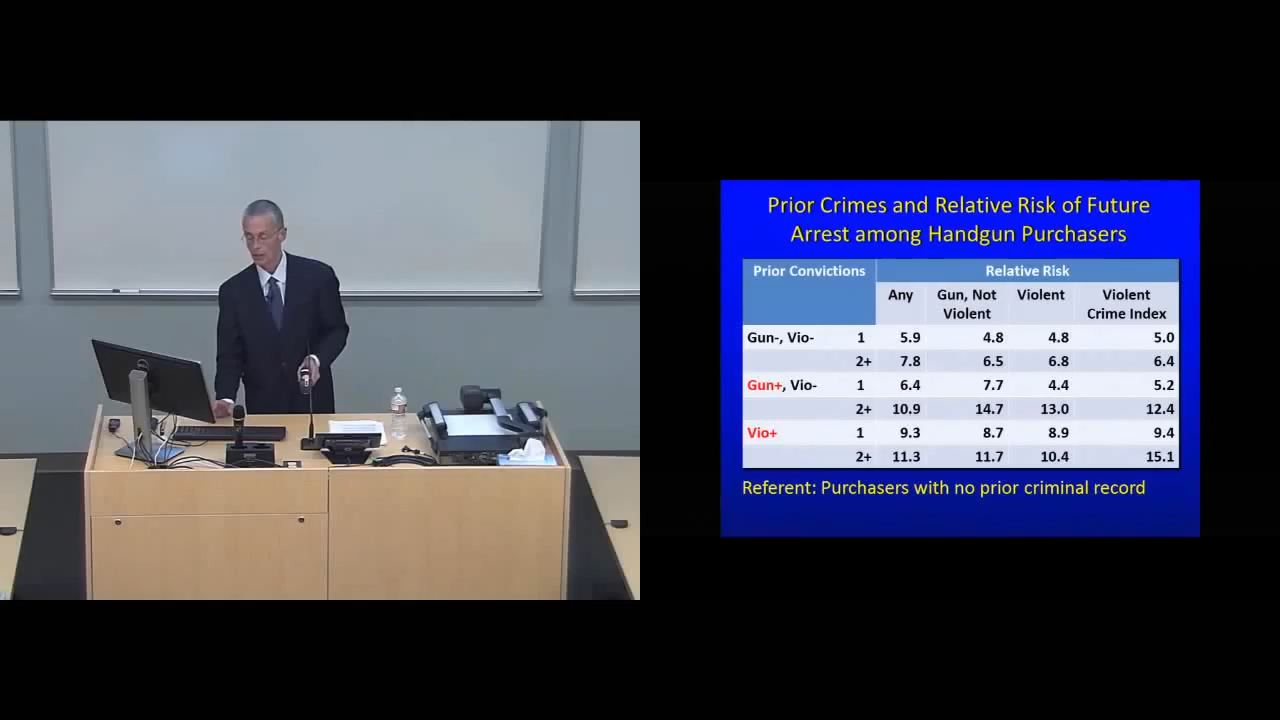 Prior Crimes and Relative Risk of Future
Arrest among Handgun Purchasers
Prior Convictions Relative Risk
Any Gun, Not Violent Violent
Violent Crime Index
Gun-, Vio- 1 5.9 4.8 4.8 5.0
2+ 7.8 6.5 6.8 6.4
Gun+, Vio- 1 6.4 7.7 4.4 5.2
2+ 10.9 14.7 13.0 12.4
Vio+ 1 9.3 8.7 8.9 9.4
2+ 11.3 11.7 10.4 15.1
Referent: Purchasers with no prior criminal record